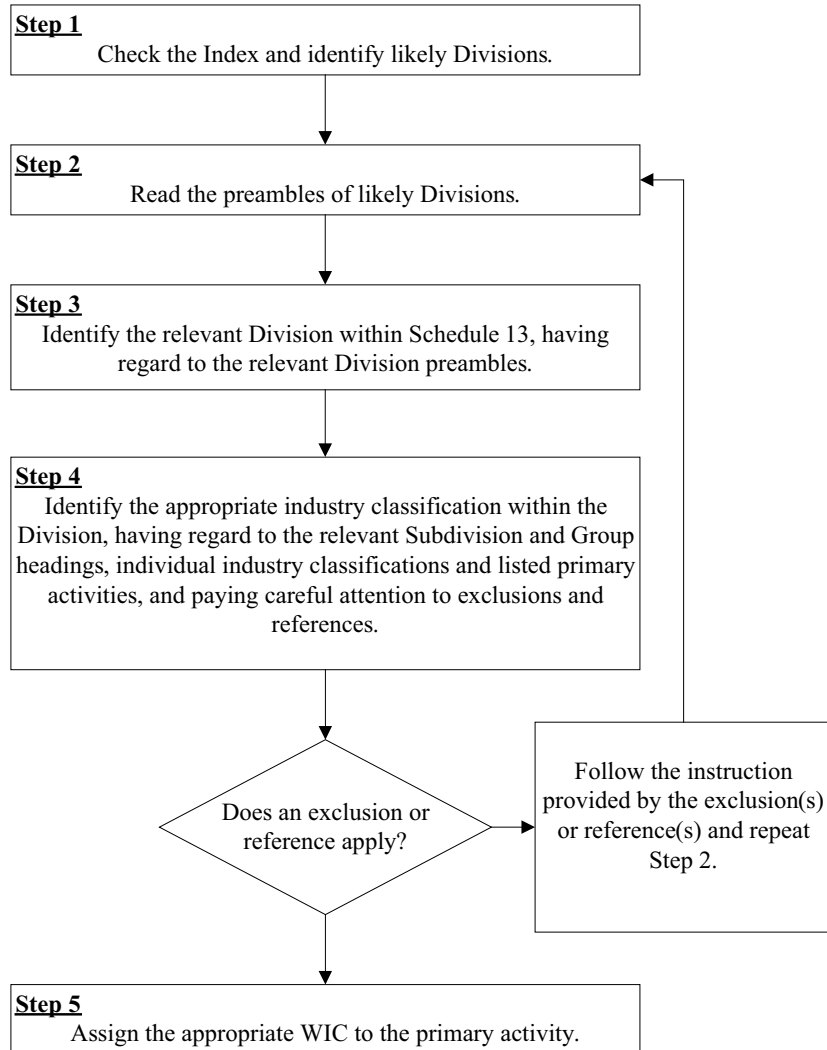 Step 1
Check the Index and identify likely Divisions.
Step 2
Read the preambles of likely Divisions.
Step 3
Identify the relevant Division within Schedule 13, having
regard to the relevant Division preambles.
Step 4
Identify the appropriate industry classification within the
Division, having regard to the relevant Subdivision and Group
headings, individual industry classifications and listed primary
activities, and paying careful attention to exclusions and
references.
Does an exclusion or
reference apply?
Follow the instruction
provided by the exclusion(s)
or reference(s) and repeat
Step 2.
Step 5
Assign the appropriate WIC to the primary activity.